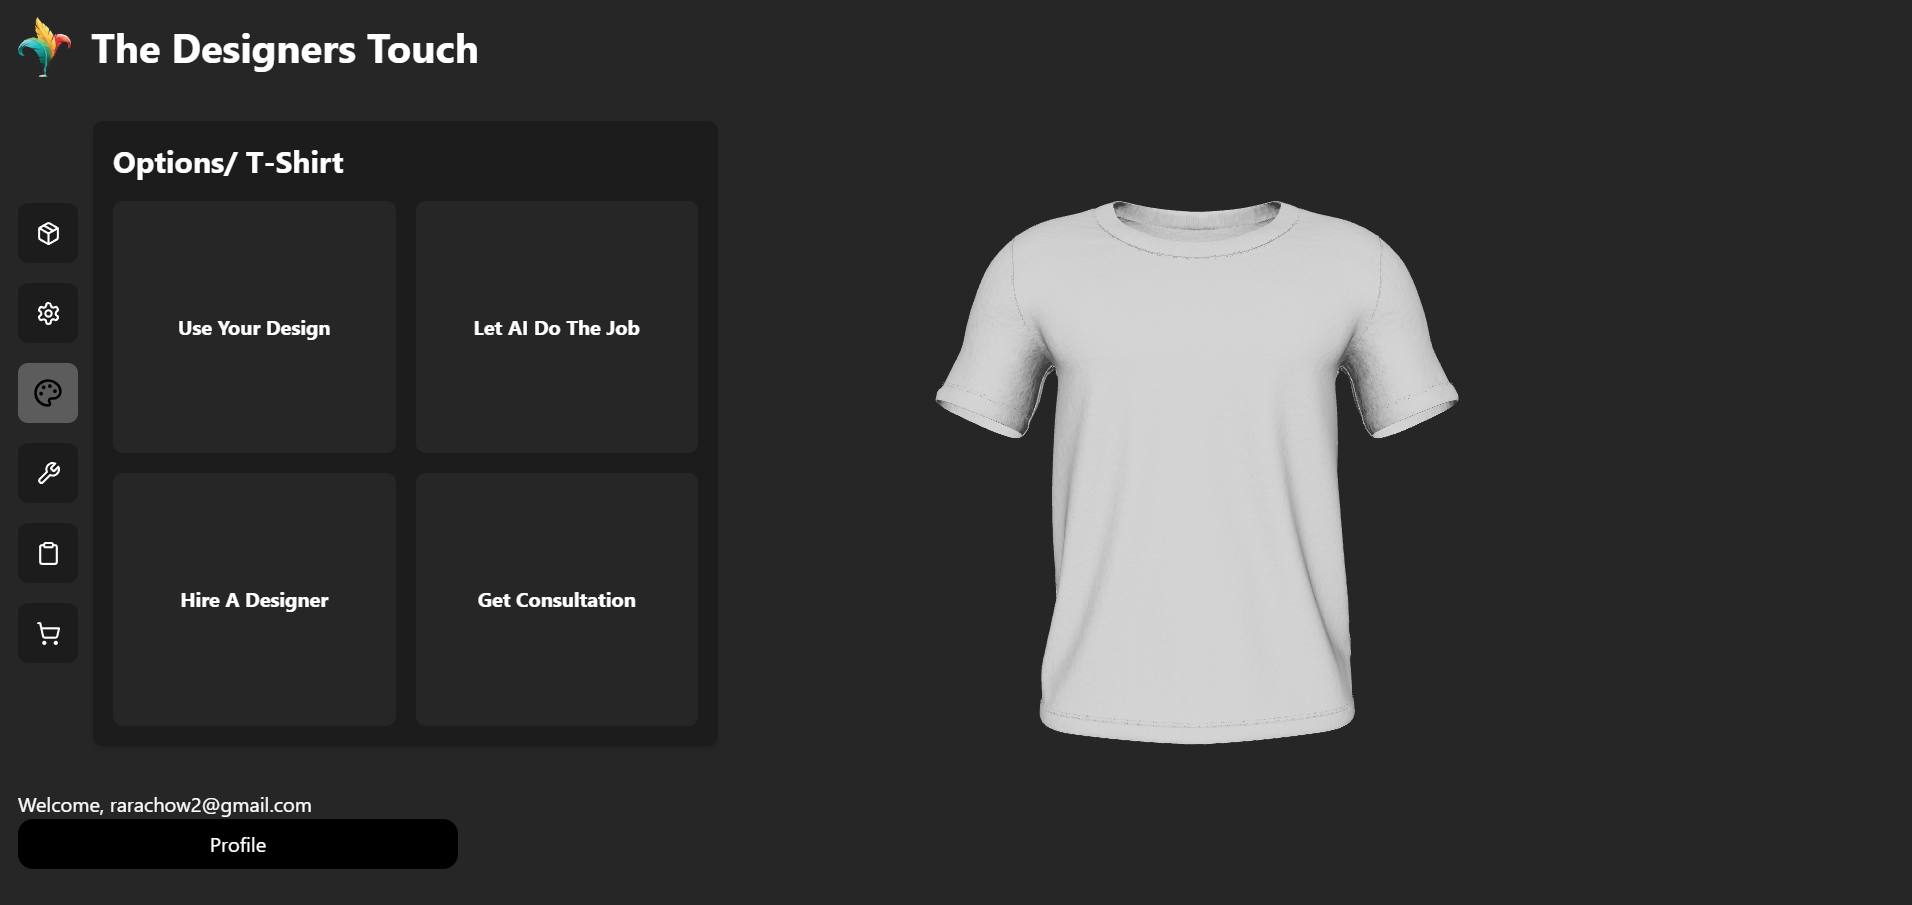 The Designers Touch
Options/ T-Shirt
Use Your Design
Let AI Do The Job
Hire A Designer
Get Consultation
Welcome, rarachow2@gmail.com
Profile